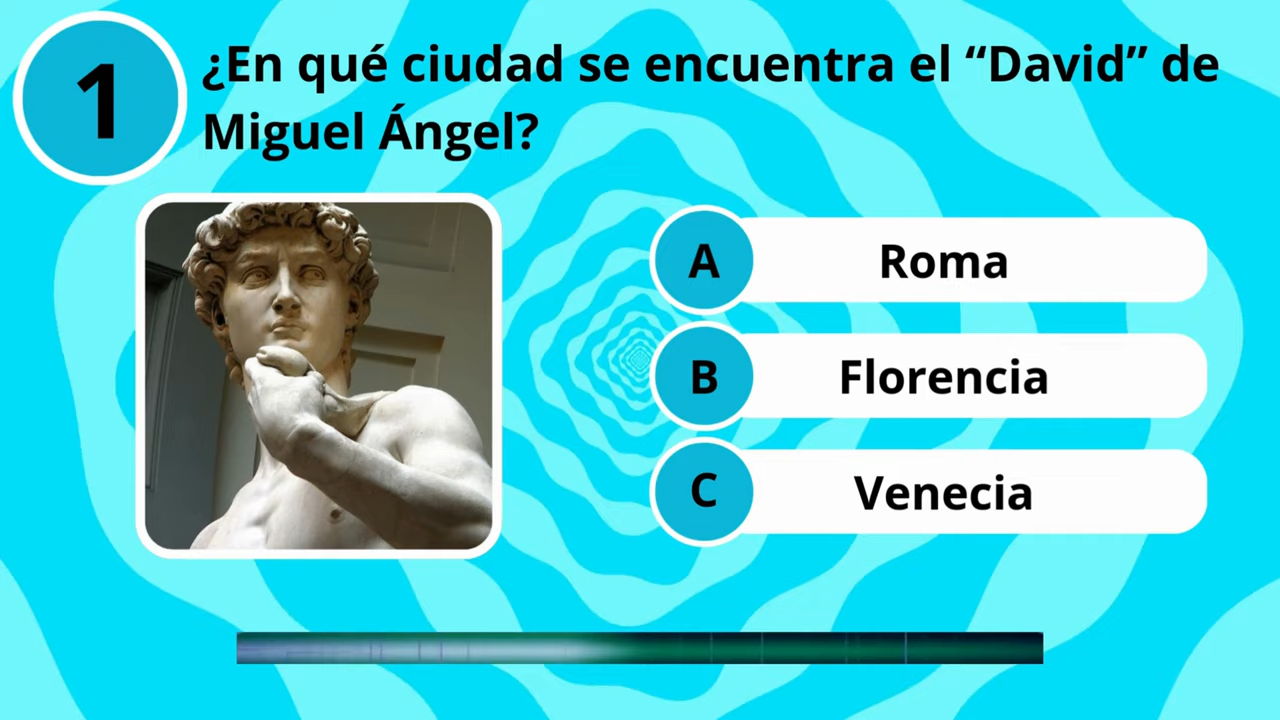 1
¿En qué ciudad se encuentra el “David” de
Miguel Ángel?
A
Roma
B
Florencia
C
Venecia